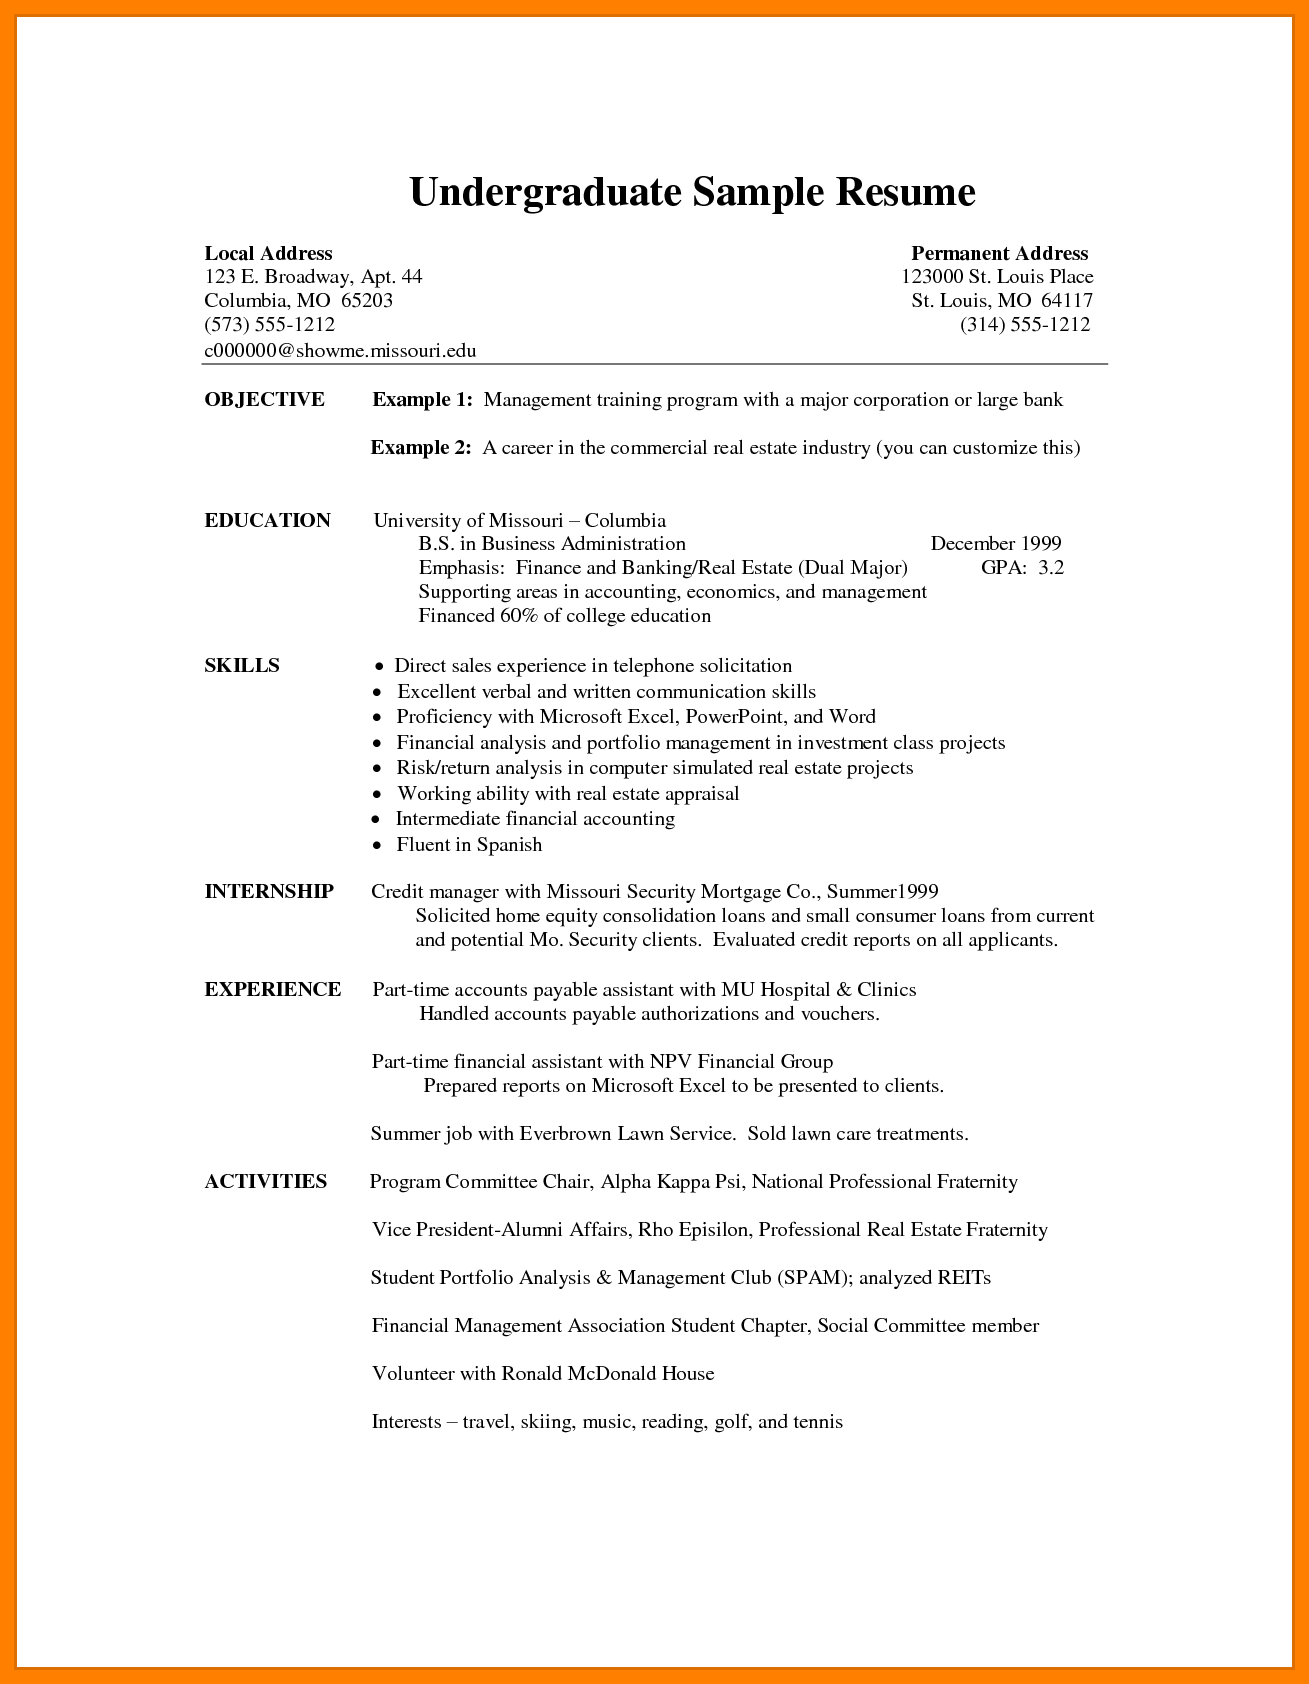 Undergraduate Sample Resume
Local Address Permanent Address
123 E. Broadway, Apt. 44 123000 St. Louis Place
Columbia, MO 65203 St. Louis, MO 64117
(573) 555-1212 (314) 555-1212
c000000@showme.missouri.edu
OBJECTIVE Example 1: Management training program with a major corporation or large bank
Example 2: A career in the commercial real estate industry (you can customize this)
EDUCATION University of Missouri – Columbia
B.S. in Business Administration December 1999
Emphasis: Finance and Banking/Real Estate (Dual Major) GPA: 3.2
Supporting areas in accounting, economics, and management
Financed 60% of college education
SKILLS • Direct sales experience in telephone solicitation
• Excellent verbal and written communication skills
• Proficiency with Microsoft Excel, PowerPoint, and Word
• Financial analysis and portfolio management in investment class projects
• Risk/return analysis in computer simulated real estate projects
• Working ability with real estate appraisal
• Intermediate financial accounting
• Fluent in Spanish
INTERNSHIP Credit manager with Missouri Security Mortgage Co., Summer1999
Solicited home equity consolidation loans and small consumer loans from current
and potential Mo. Security clients. Evaluated credit reports on all applicants.
EXPERIENCE Part-time accounts payable assistant with MU Hospital & Clinics
Handled accounts payable authorizations and vouchers.
Part-time financial assistant with NPV Financial Group
Prepared reports on Microsoft Excel to be presented to clients.
Summer job with Everbrown Lawn Service. Sold lawn care treatments.
ACTIVITIES Program Committee Chair, Alpha Kappa Psi, National Professional Fraternity
Vice President-Alumni Affairs, Rho Episilon, Professional Real Estate Fraternity
Student Portfolio Analysis & Management Club (SPAM); analyzed REITs
Financial Management Association Student Chapter, Social Committee member
Volunteer with Ronald McDonald House
Interests – travel, skiing, music, reading, golf, and tennis